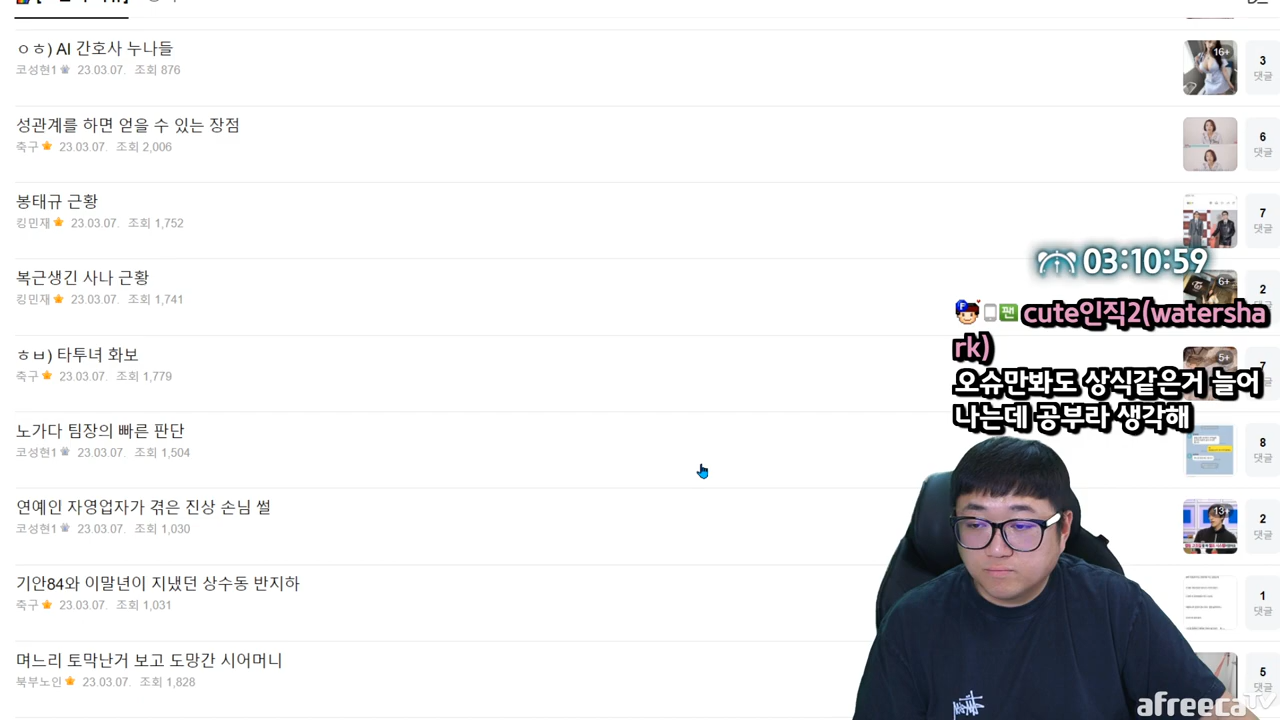 ㅇㅎ) AI 간호사 누나들
코성현1 23.03.07. 조회 876
16+
3
댓글
성관계를 하면 얻을 수 있는 장점
축구 23.03.07. 조회 2,006
6
댓글
봉태규 근황
킹민재 23.03.07. 조회 1,752
7
댓글
03:10:59
복근생긴 사나 근황
킹민재 23.03.07. 조회 1,741
6+
2
F 팬 cute인직2(watersha
rk)
오슈만봐도 상식같은거 늘어
나는데 공부라 생각해
ㅎㅂ) 타투녀 화보
축구 23.03.07. 조회 1,779
5+
노가다 팀장의 빠른 판단
코성현1 23.03.07. 조회 1,504
8
댓글
연예인 자영업자가 겪은 진상 손님 썰
코성현1 23.03.07. 조회 1,030
13+
2
댓글
기안84와 이말년이 지냈던 상수동 반지하
축구 23.03.07. 조회 1,031
1
댓글
며느리 토막난거 보고 도망간 시어머니
북부노인 23.03.07. 조회 1,828
5
댓글
afreecaTV